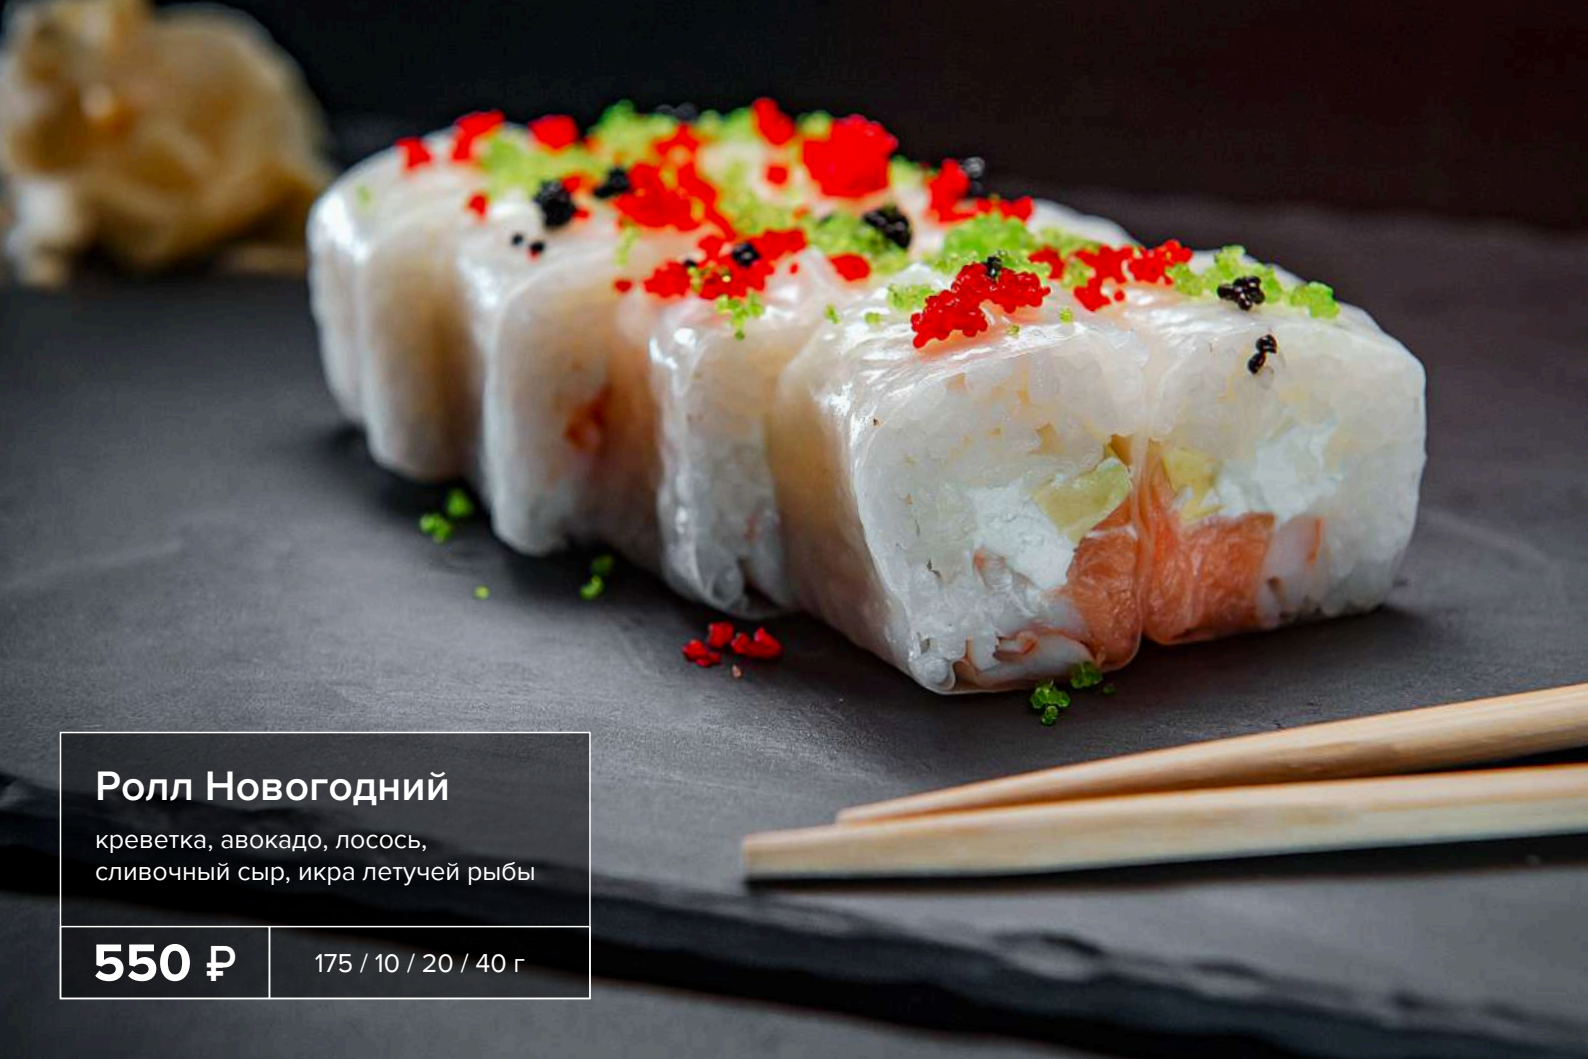 Ролл Новогодний
креветка, авокадо, лосось,
сливочный сыр, икра летучей рыбы
550 ₽
175 / 10 / 20 / 40 г